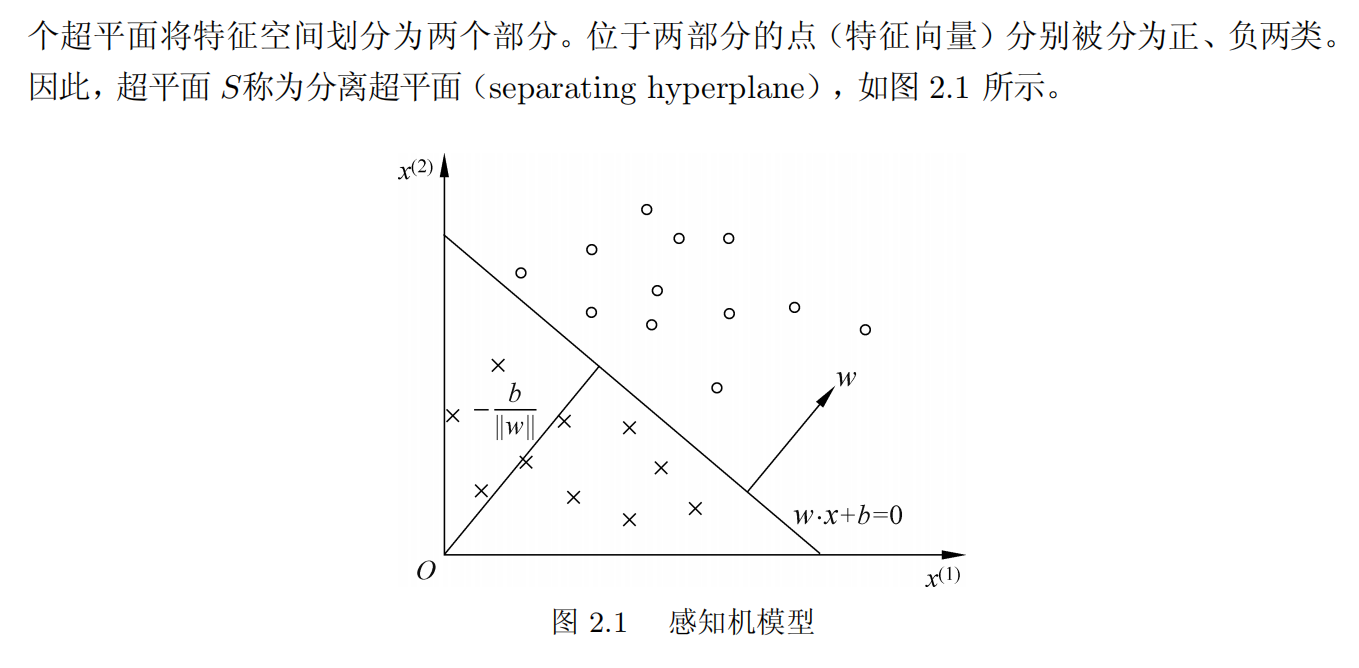 个超平面将特征空间划分为两个部分。位于两部分的点（特征向量）分别被分为正、负两类。
因此，超平面 S称为分离超平面（separating hyperplane），如图 2.1 所示。
x(2)
w
−b/‖w‖
w·x+b=0
O
x(1)
图 2.1 感知机模型